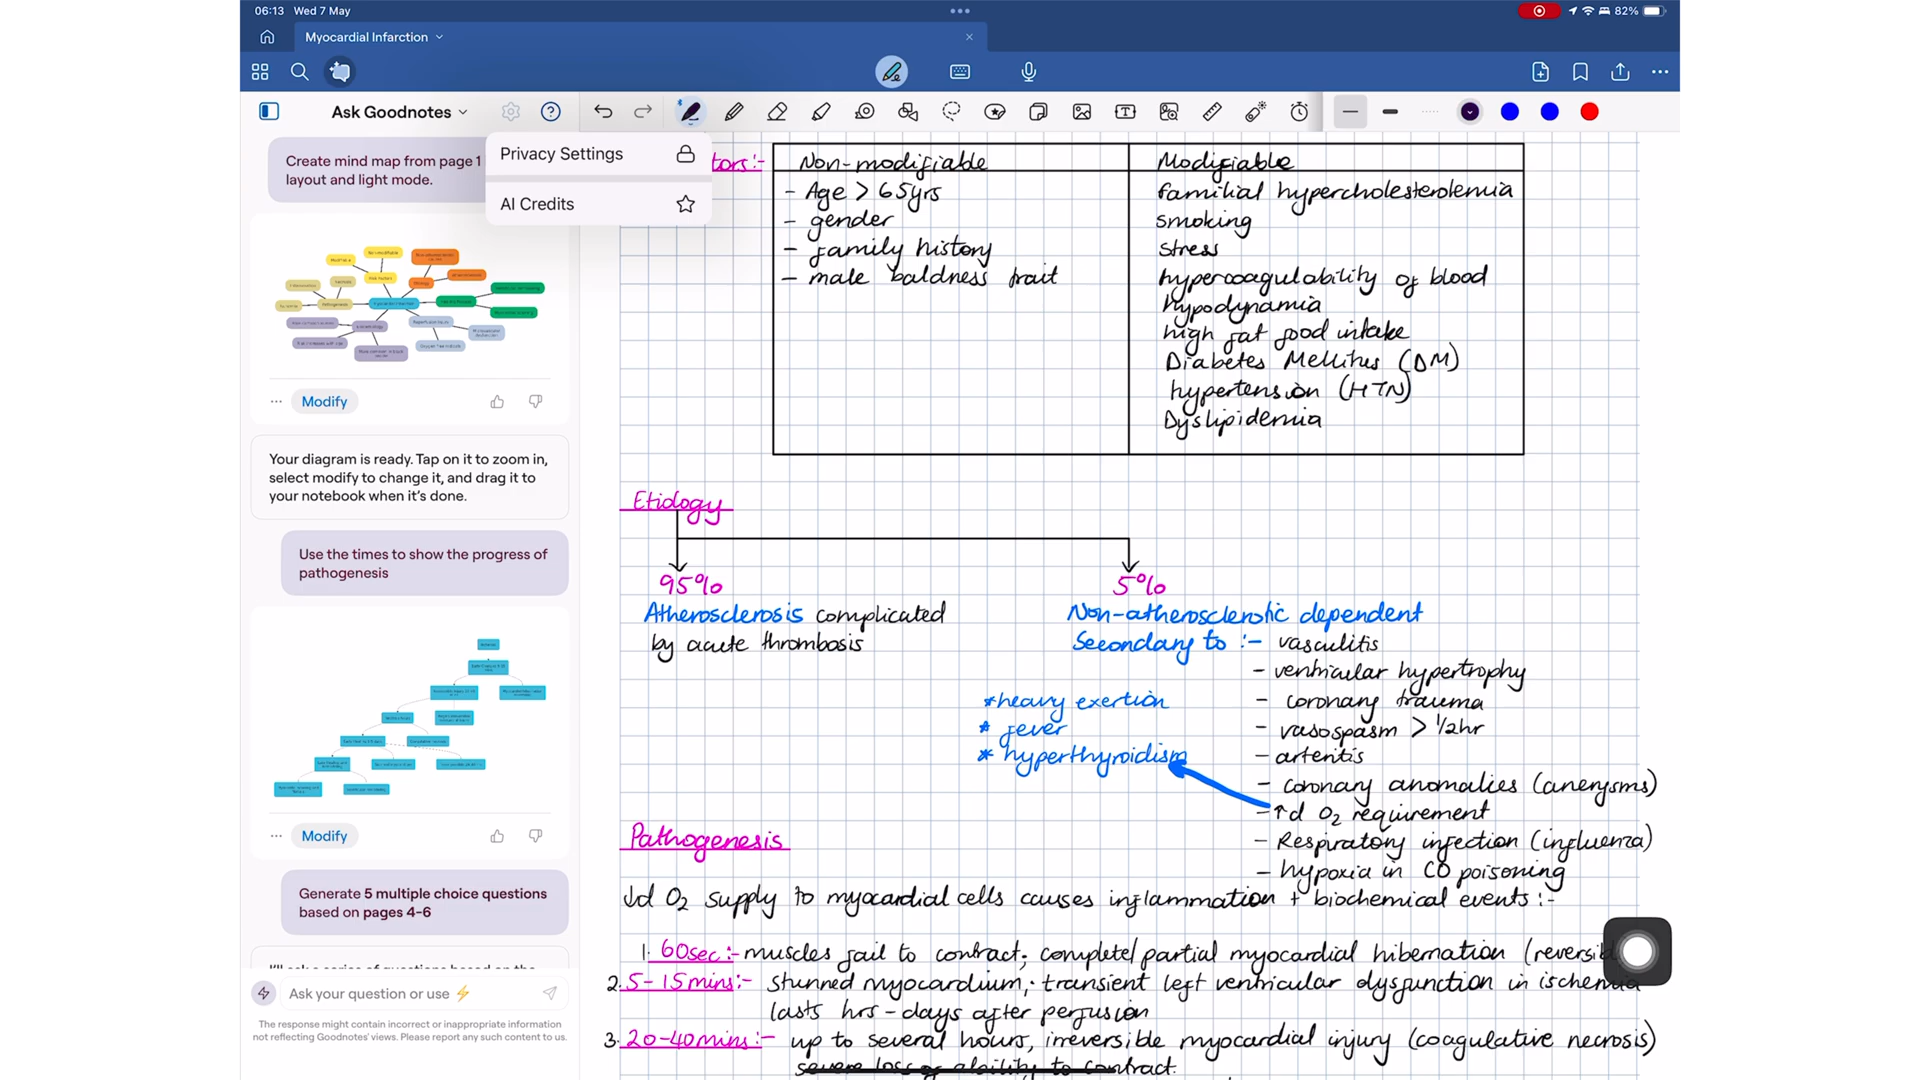 06:13 Wed 7 May
82%
Myocardial Infarction
Ask Goodnotes
Privacy Settings
AI Credits
Create mind map from page 1
layout and light mode.
Modify
Your diagram is ready. Tap on it to zoom in,
select modify to change it, and drag it to
your notebook when it's done.
Use the times to show the progress of
pathogenesis
Modify
Generate 5 multiple choice questions
based on pages 4-6
Ask your question or use ⚡
The response might contain incorrect or inappropriate information
not reflecting Goodnotes' views. Please report any such content to us.
tors:-
Non-modifiable
- Age > 65yrs
- gender
- family history
- male baldness trait
Modifiable
familial hypercholesterolemia
smoking
stress
hypercoagulability of blood
hypodynamia
high fat food intake
Diabetes Mellitus (DM)
hypertension (HTN)
Dyslipidemia
Etiology
95%
Atherosclerosis complicated
by acute thrombosis
5%
Non-atherosclerotic dependent
Secondary to :- vasculitis
- ventricular hypertrophy
- coronary trauma
- vasospasm > 1/2hr
- arteritis
- coronary anomalies (anerysms)
- ↑d O₂ requirement
- Respiratory infection (influenza)
- hypoxia in CO poisoning
* heavy exertion
* fever
* hyperthyroidism
Pathogenesis
↓d O₂ supply to myocardial cells causes inflammation + biochemical events :-
1. 60sec:- muscles fail to contract; complete/partial myocardial hibernation (reversib
2. 5-15mins:- stunned myocardium; transient left ventricular dysfunction in ischemia
lasts hrs-days after perfusion
3. 20-40mins:- up to several hours, irreversible myocardial injury (coagulative necrosis)
severe loss of ability to contract.